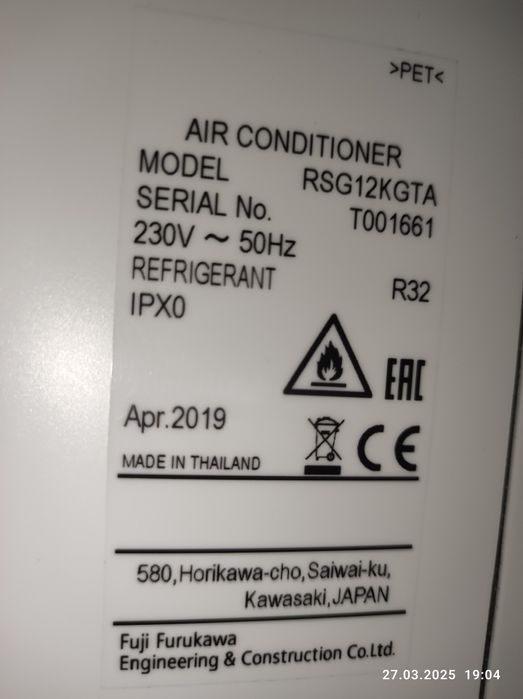 >PET<
AIR CONDITIONER
MODEL RSG12KGTA
SERIAL No. T001661
230V ~ 50Hz
REFRIGERANT R32
IPX0
EAC
Apr.2019
CE
MADE IN THAILAND
580,Horikawa-cho,Saiwai-ku,
Kawasaki,JAPAN
Fuji Furukawa
Engineering & Construction Co.Ltd.
27.03.2025 19:04